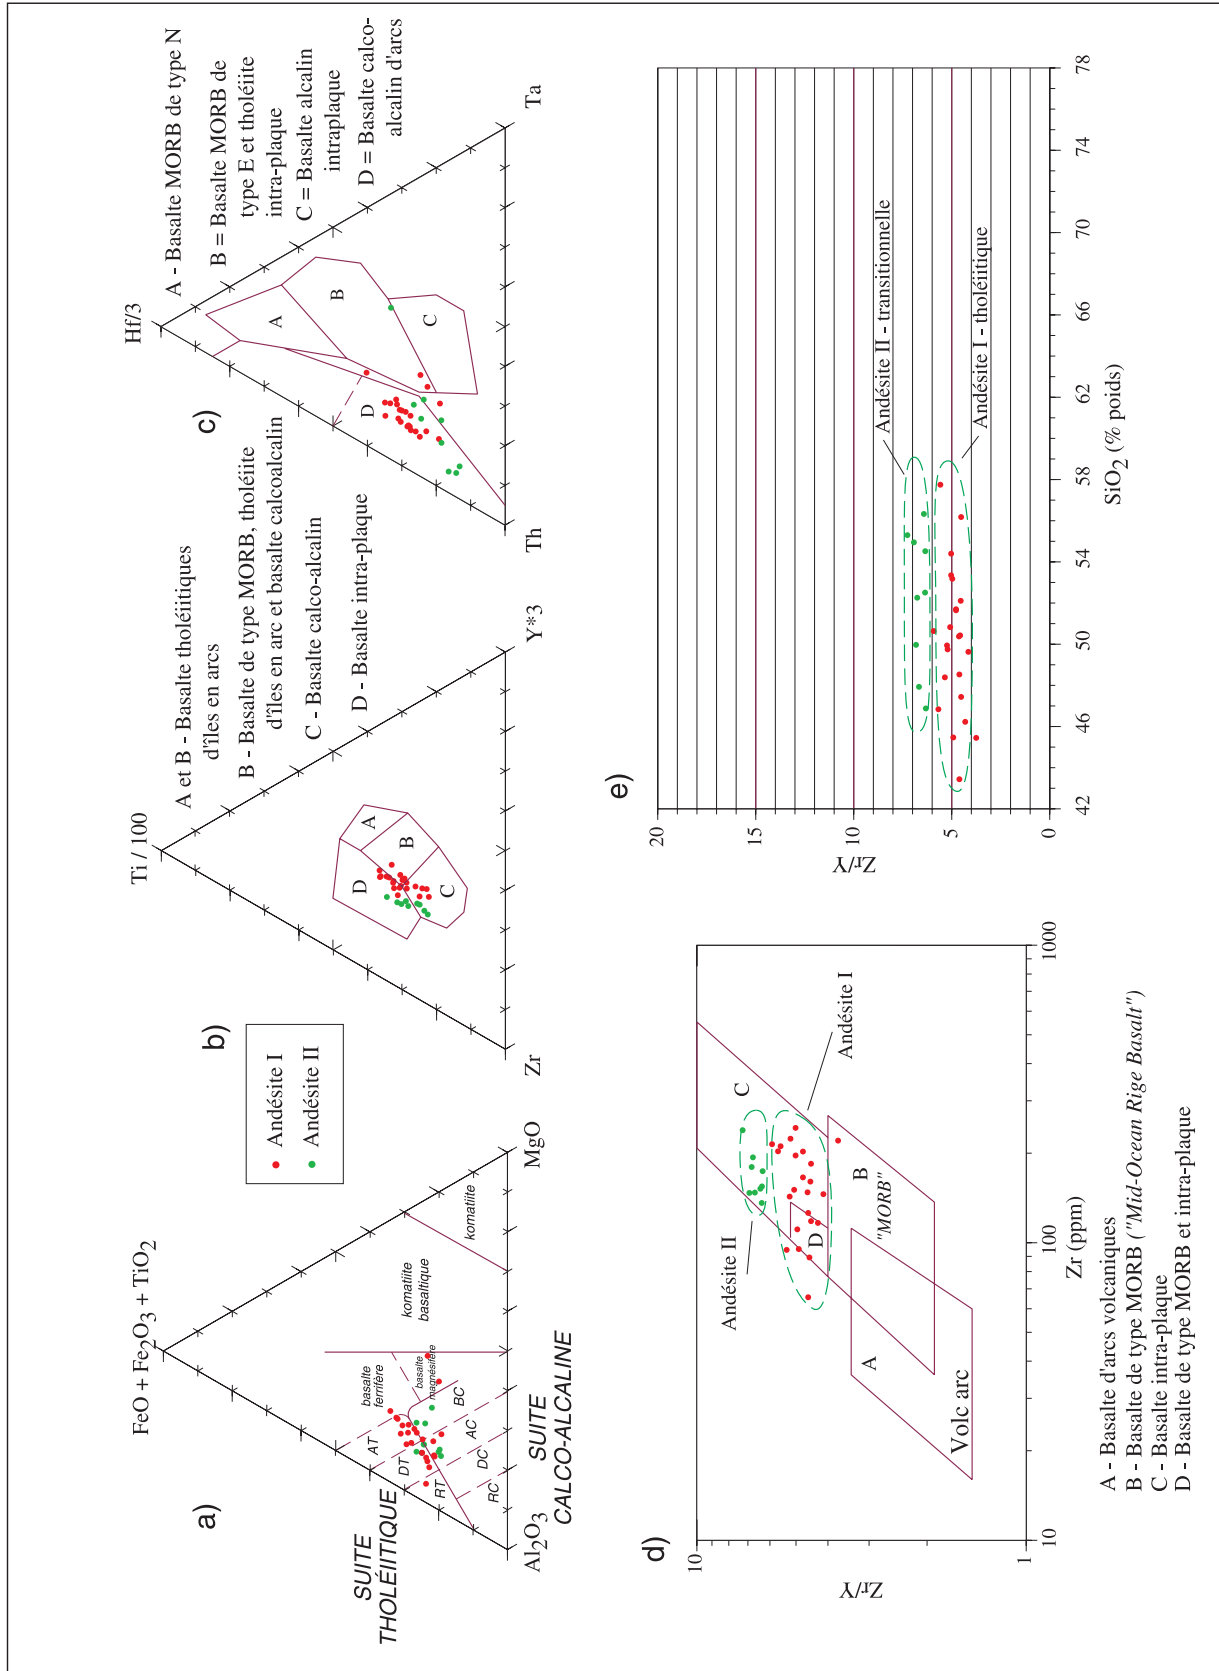 a)
FeO + Fe2O3 + TiO2
Al2O3
MgO
SUITE
THOLÉIITIQUE
SUITE
CALCO-ALCALINE
basalte
ferrifère
basalte
magnésifère
komatiite
basaltique
komatiite
AT
DT
RT
BC
AC
DC
RC
Andésite I
Andésite II
b)
Ti / 100
Zr
Y*3
A
B
C
D
A et B - Basalte tholéiitiques
d'îles en arcs
B - Basalte de type MORB, tholéiite
d'îles en arc et basalte calcoalcalin
C - Basalte calco-alcalin
D - Basalte intra-plaque
c)
Hf/3
Th
Ta
A
B
C
D
A - Basalte MORB de type N
B = Basalte MORB de
type E et tholéiite
intra-plaque
C = Basalte alcalin
intraplaque
D = Basalte calco-
alcalin d'arcs
d)
Zr/Y
10
1
10
100
1000
Zr (ppm)
Andésite II
Andésite I
A
B
C
D
"MORB"
Volc arc
A - Basalte d'arcs volcaniques
B - Basalte de type MORB ("Mid-Ocean Rige Basalt")
C - Basalte intra-plaque
D - Basalte de type MORB et intra-plaque
e)
Zr/Y
20
15
10
5
0
42
46
50
54
58
62
66
70
74
78
SiO2 (% poids)
Andésite II - transitionnelle
Andésite I - tholéiitique